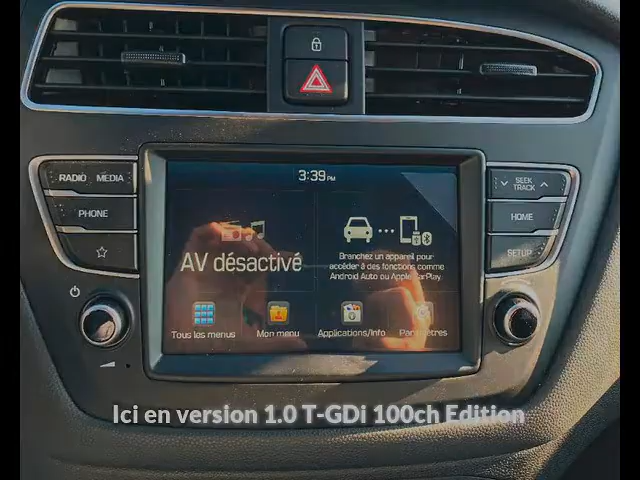 RADIO MEDIA
PHONE
SEEK
TRACK
HOME
SETUP
3:39 PM
AV désactivé
Branchez un appareil pour
accéder à des fonctions comme
Android Auto ou Apple CarPlay.
Tous les menus
Mon menu
Applications/Info
Paramètres
Ici en version 1.0 T-GDi 100ch Edition